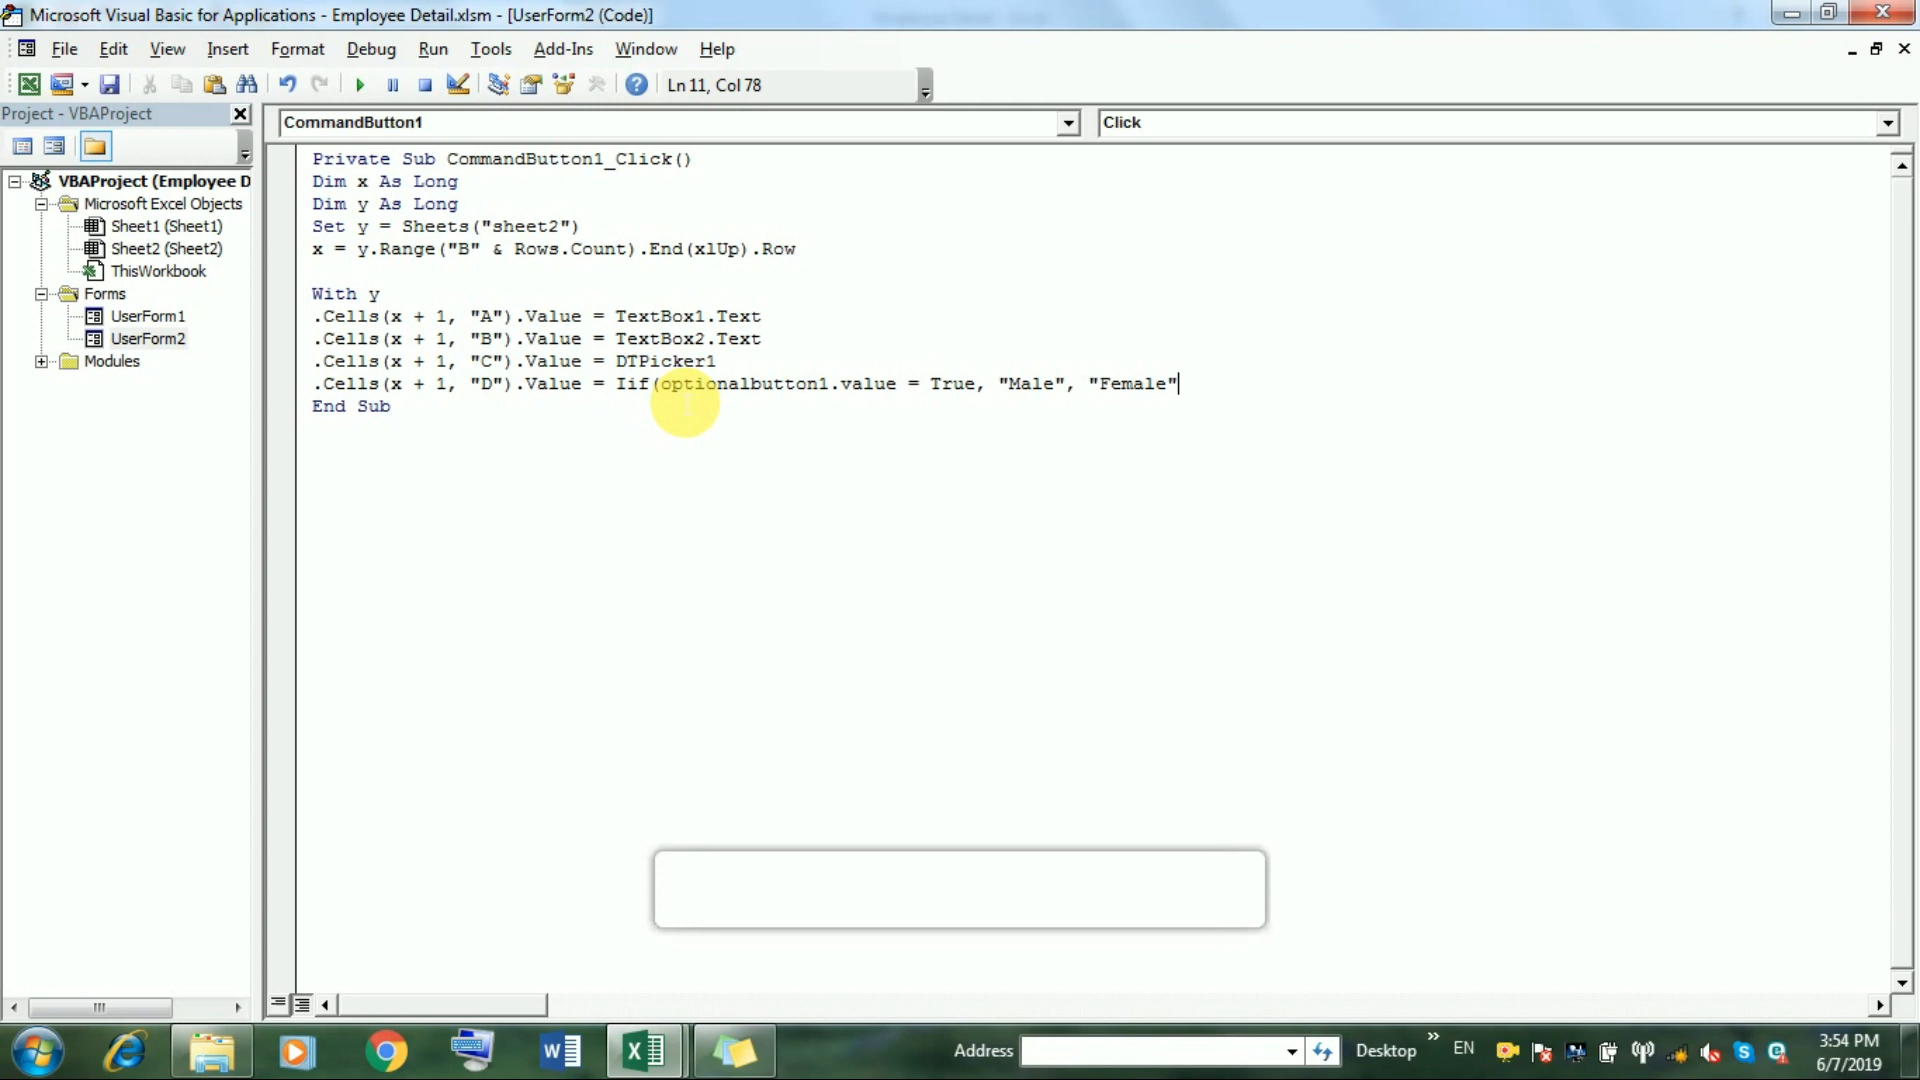 Microsoft Visual Basic for Applications - Employee Detail.xlsm - [UserForm2 (Code)]
File Edit View Insert Format Debug Run Tools Add-Ins Window Help
Ln 11, Col 78
Project - VBAProject
CommandButton1
Click
VBAProject (Employee D
Microsoft Excel Objects
Sheet1 (Sheet1)
Sheet2 (Sheet2)
ThisWorkbook
Forms
UserForm1
UserForm2
Modules
Private Sub CommandButton1_Click()
Dim x As Long
Dim y As Long
Set y = Sheets("sheet2")
x = y.Range("B" & Rows.Count).End(xlUp).Row
With y
.Cells(x + 1, "A").Value = TextBox1.Text
.Cells(x + 1, "B").Value = TextBox2.Text
.Cells(x + 1, "C").Value = DTPicker1
.Cells(x + 1, "D").Value = Iif(optionalbutton1.value = True, "Male", "Female"
End Sub
Address
Desktop
EN
3:54 PM
6/7/2019